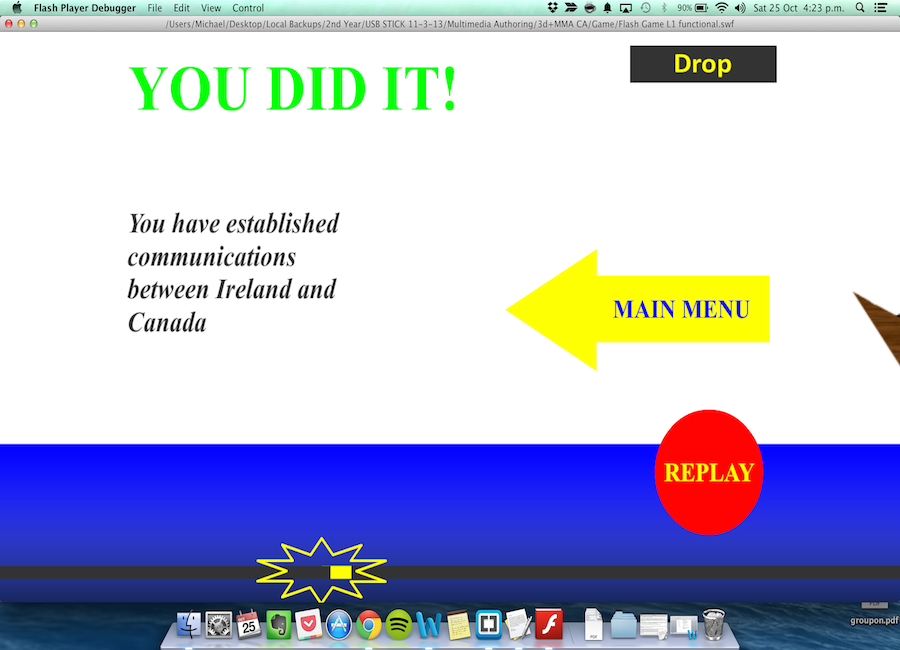 Flash Player Debugger File Edit View Control 90% Sat 25 Oct 4:23 p.m.
/Users/Michael/Desktop/Local Backups/2nd Year/USB STICK 11-3-13/Multimedia Authoring/3d+MMA CA/Game/Flash Game L1 functional.swf
Drop
YOU DID IT!
You have established
communications
between Ireland and
Canada
MAIN MENU
REPLAY
25
groupon.pdf